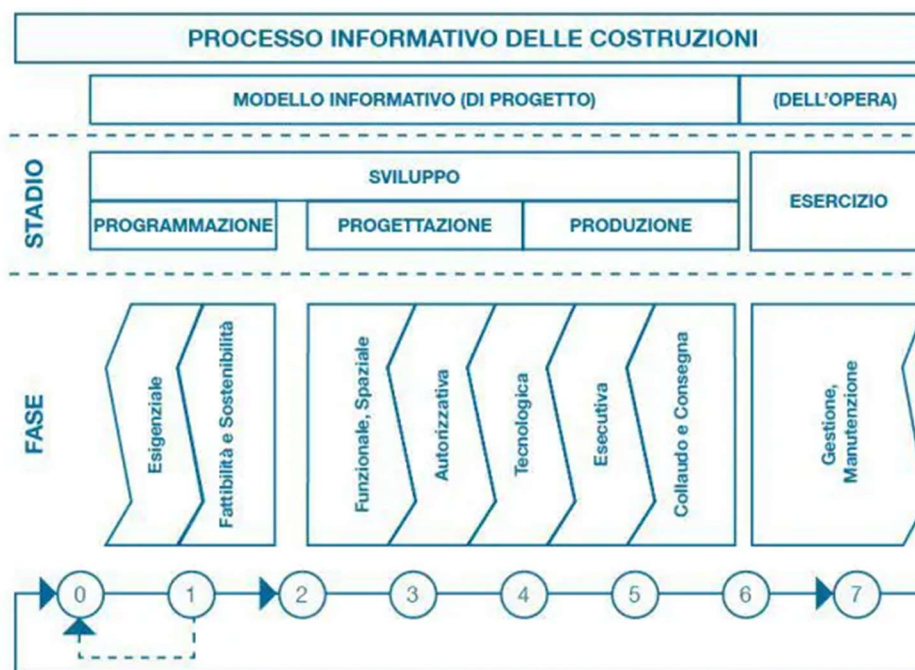 PROCESSO INFORMATIVO DELLE COSTRUZIONI
MODELLO INFORMATIVO (DI PROGETTO)
(DELL'OPERA)
STADIO
SVILUPPO
PROGRAMMAZIONE
PROGETTAZIONE
PRODUZIONE
ESERCIZIO
FASE
Esigenziale
Fattibilità e Sostenibilità
Funzionale, Spaziale
Autorizzativa
Tecnologica
Esecutiva
Collaudo e Consegna
Gestione,
Manutenzione
0
1
2
3
4
5
6
7